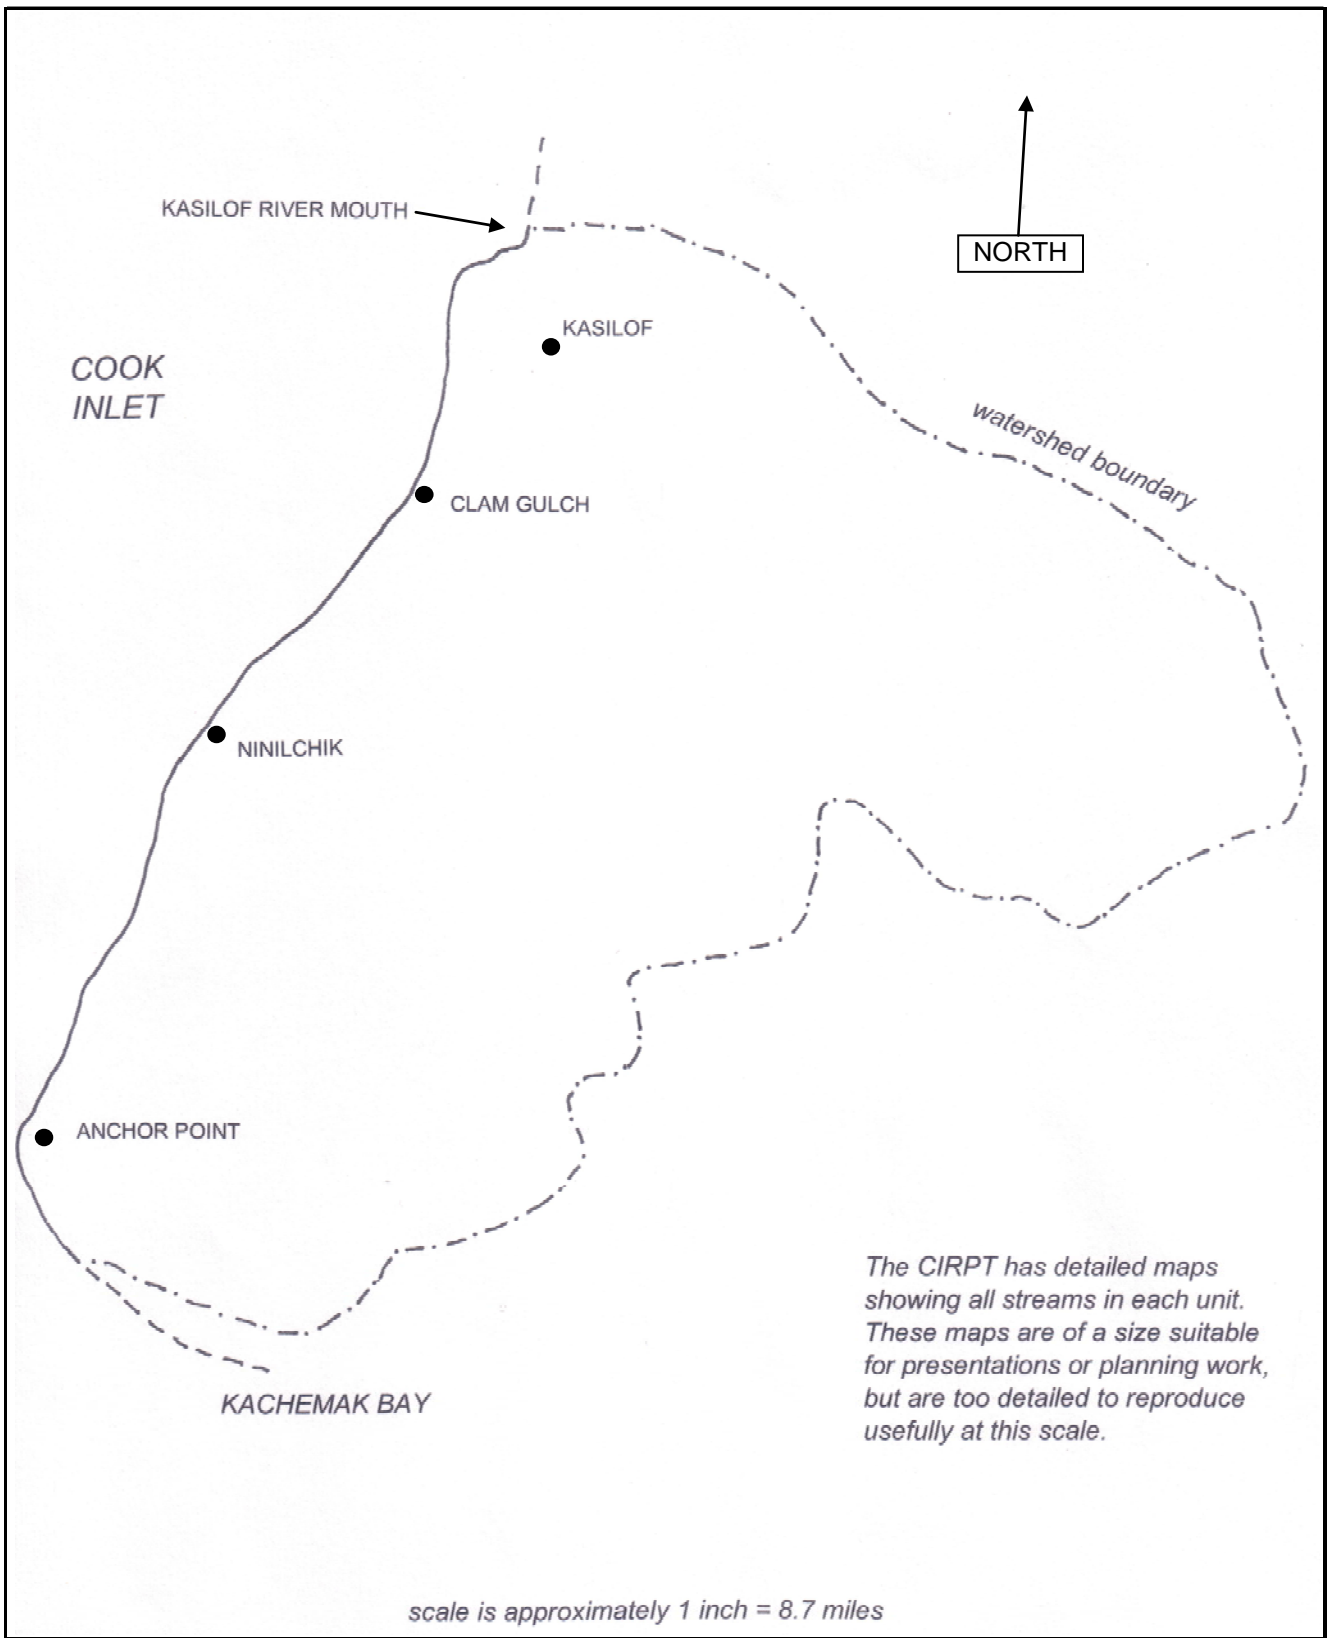 KASILOF RIVER MOUTH
NORTH
KASILOF
COOK
INLET
watershed boundary
CLAM GULCH
NINILCHIK
ANCHOR POINT
The CIRPT has detailed maps
showing all streams in each unit.
These maps are of a size suitable
for presentations or planning work,
but are too detailed to reproduce
usefully at this scale.
KACHEMAK BAY
scale is approximately 1 inch = 8.7 miles